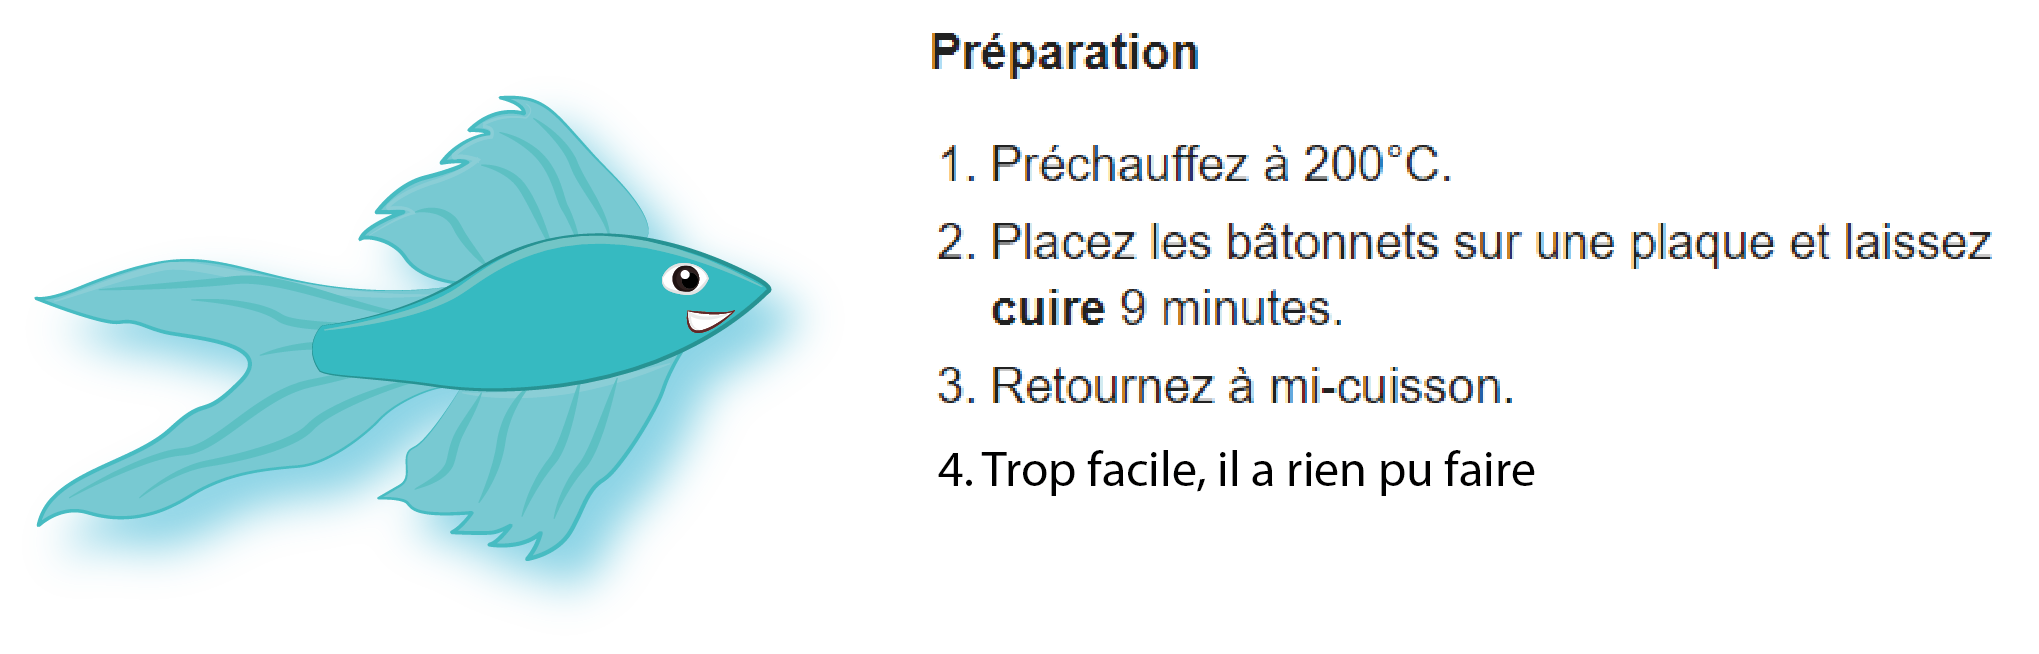 Préparation
1. Préchauffez à 200°C.
2. Placez les bâtonnets sur une plaque et laissez
cuire 9 minutes.
3. Retournez à mi-cuisson.
4. Trop facile, il a rien pu faire